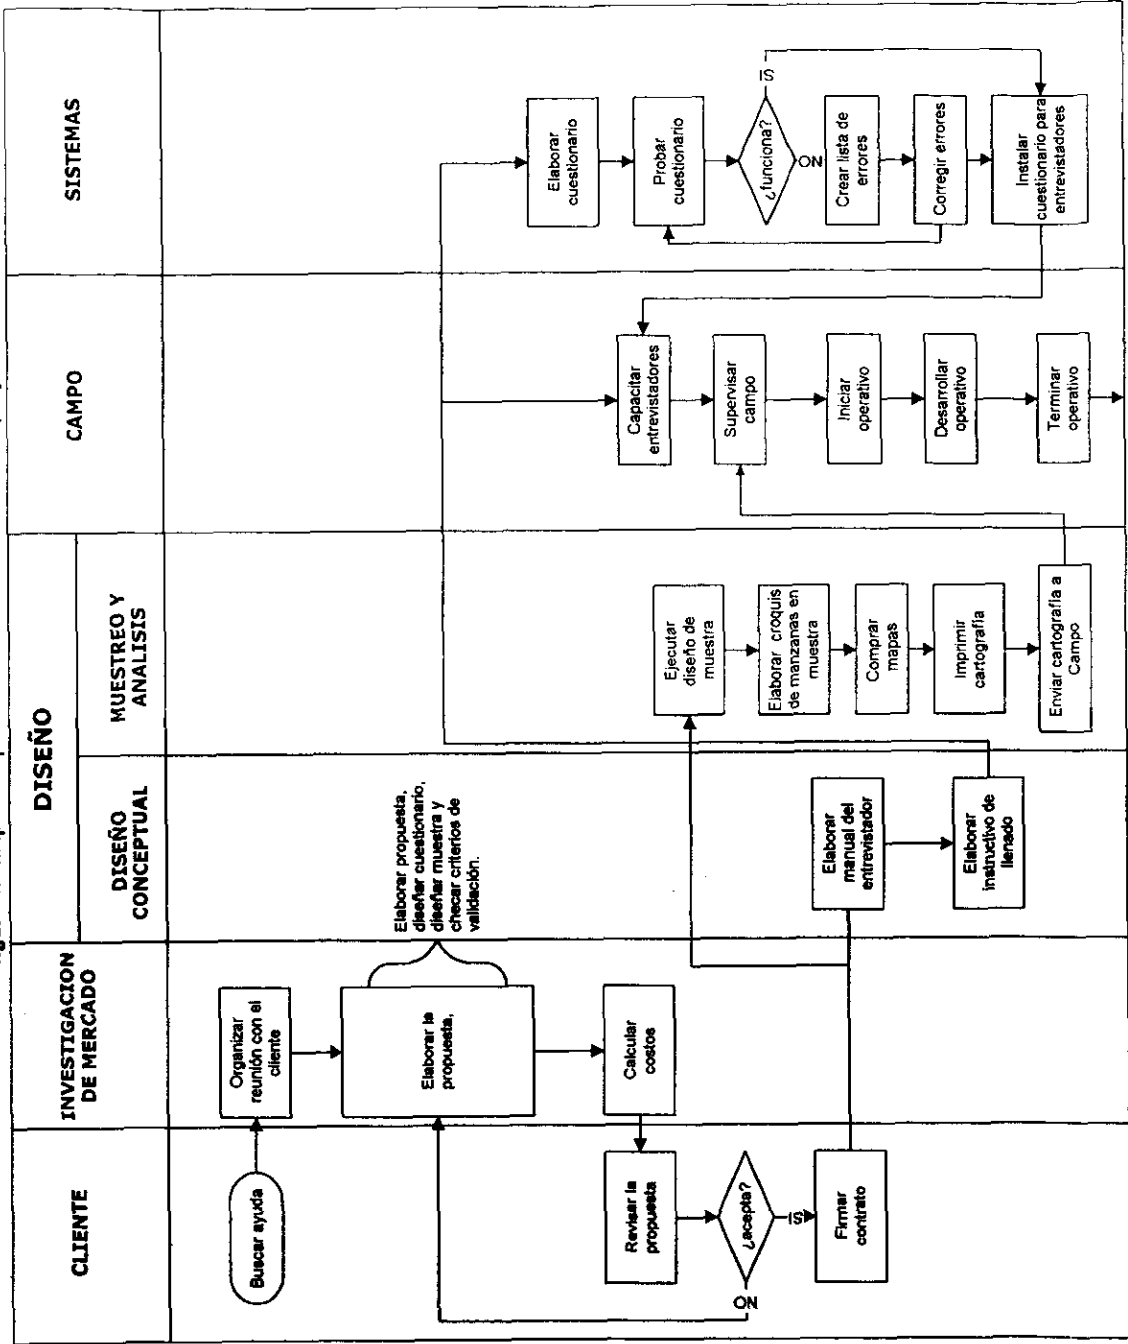 CLIENTE
INVESTIGACION
DE MERCADO
DISEÑO
DISEÑO
CONCEPTUAL
MUESTREO Y
ANALISIS
CAMPO
SISTEMAS
Buscar ayuda
Revisar la
propuesta
¿acepta?
NO
SI
Firmar
contrato
Organizar
reunión con el
cliente
Elaborar la
propuesta,
Calcular
costos
Elaborar propuesta,
diseñar cuestionario,
diseñar muestra y
checar criterios de
validación.
Elaborar
manual del
entrevistador
Elaborar
instructivo de
llenado
Ejecutar
diseño de
muestra
Elaborar croquis
de manzanas en
muestra
Comprar
mapas
Imprimir
cartografía
Enviar cartografía a
Campo
Capacitar
entrevistadores
Supervisar
campo
Iniciar
operativo
Desarrollar
operativo
Terminar
operativo
Elaborar
cuestionario
Probar
cuestionario
¿funciona?
SI
NO
Crear lista de
errores
Corregir errores
Instalar
cuestionario para
entrevistadores